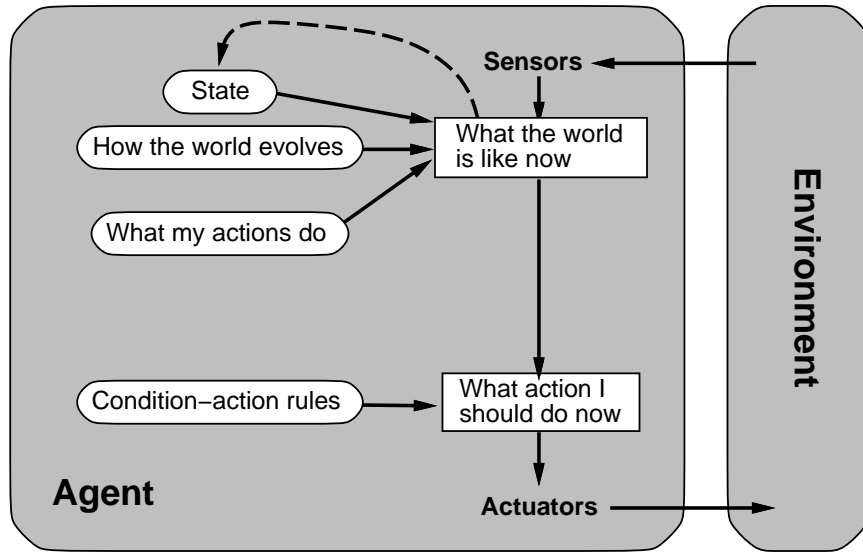 Sensors
State
What the world
is like now
How the world evolves
What my actions do
Environment
What action I
should do now
Condition−action rules
Agent
Actuators